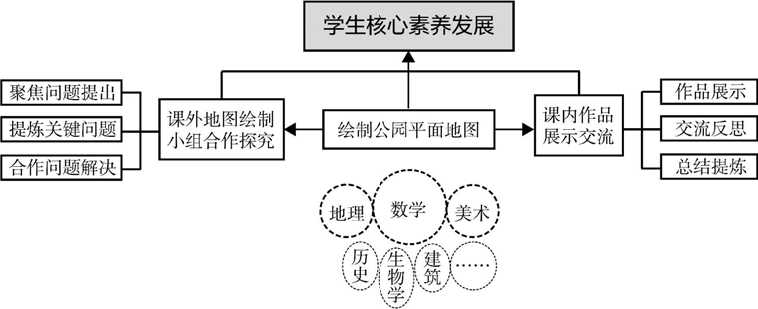 学生核心素养发展
聚焦问题提出
提炼关键问题
合作问题解决
课外地图绘制
小组合作探究
绘制公园平面地图
课内作品
展示交流
作品展示
交流反思
总结提炼
地理
数学
美术
历史
生物学
建筑
……